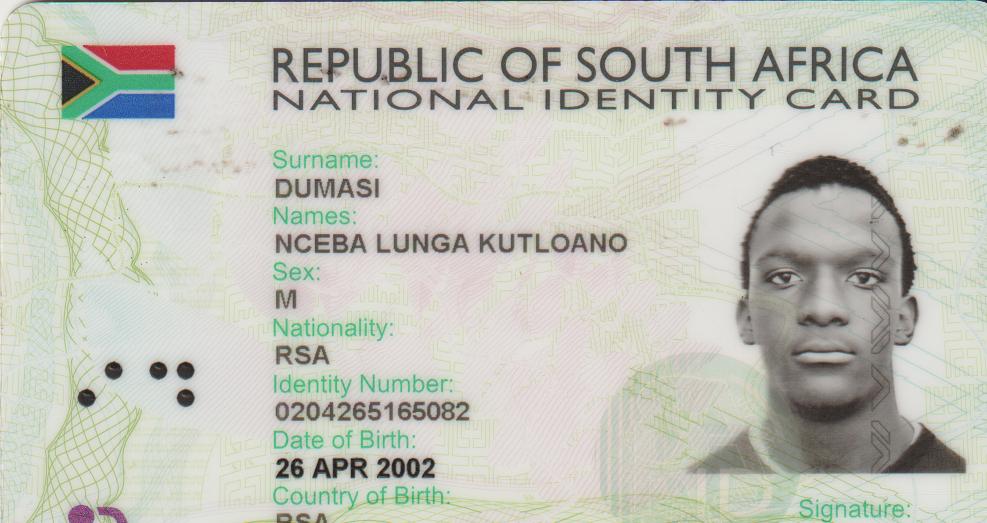 REPUBLIC OF SOUTH AFRICA
NATIONAL IDENTITY CARD
Surname:
DUMASI
Names:
NCEBA LUNGA KUTLOANO
Sex:
M
Nationality:
RSA
Identity Number:
0204265165082
Date of Birth:
26 APR 2002
Country of Birth:
RSA
Signature: